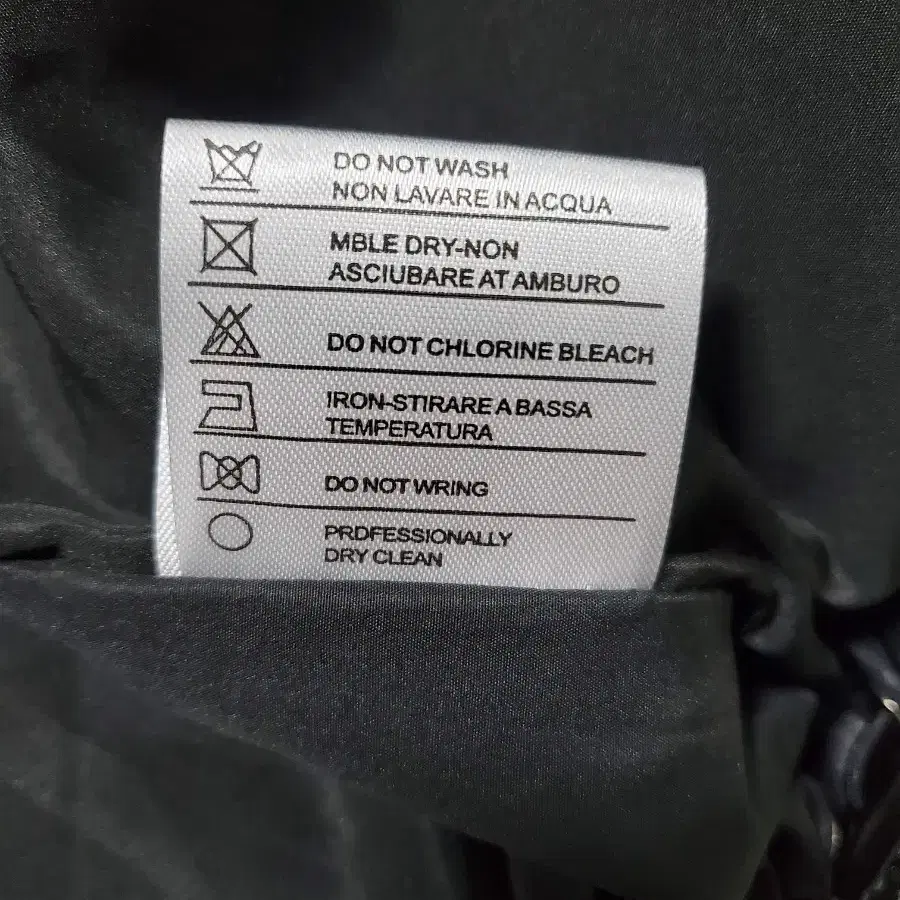 DO NOT WASH
NON LAVARE IN ACQUA
MBLE DRY-NON
ASCIUBARE AT AMBURO
DO NOT CHLORINE BLEACH
IRON-STIRARE A BASSA
TEMPERATURA
DO NOT WRING
PRDFESSIONALLY
DRY CLEAN